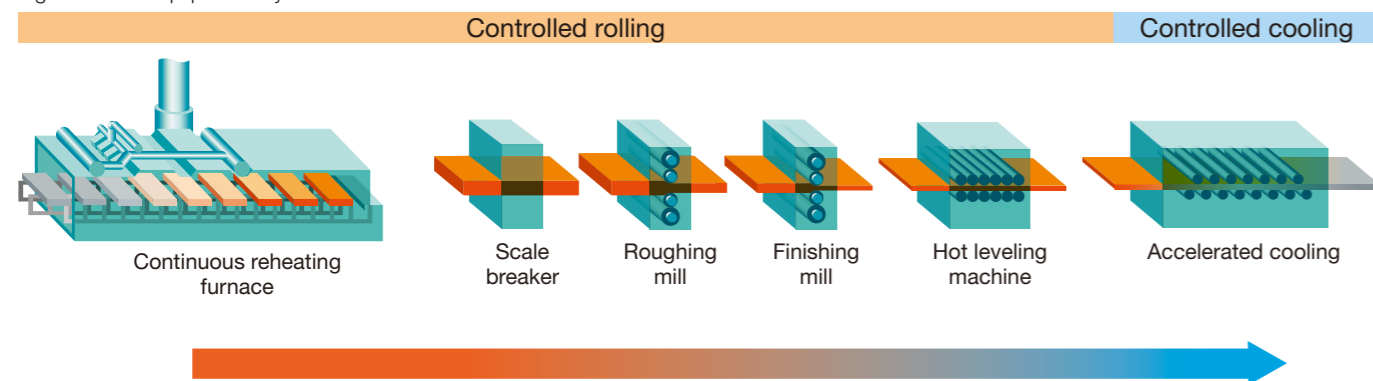 Controlled rolling
Controlled cooling
Continuous reheating
furnace
Scale
breaker
Roughing
mill
Finishing
mill
Hot leveling
machine
Accelerated cooling